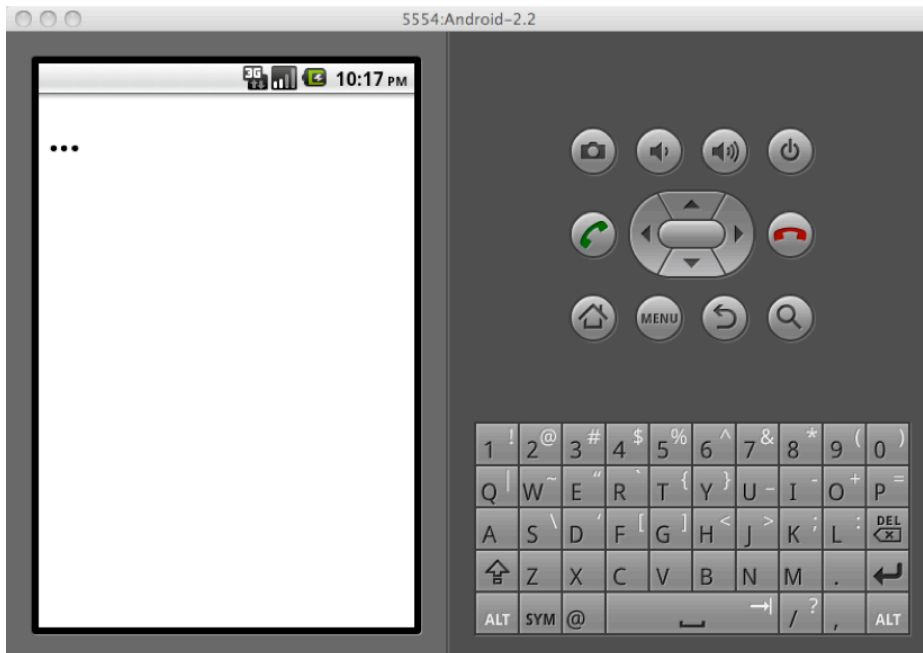 5554:Android-2.2
3G 10:17 PM
...
MENU
1 ! 2 @ 3 # 4 $ 5 % 6 ^ 7 & 8 * 9 ( 0 )
Q | W ~ E " R ` T { Y } U _ I - O + P =
A S \ D ' F [ G ] H < J > K ; L : DEL
Z X C V B N M .
ALT SYM @ / ? , ALT